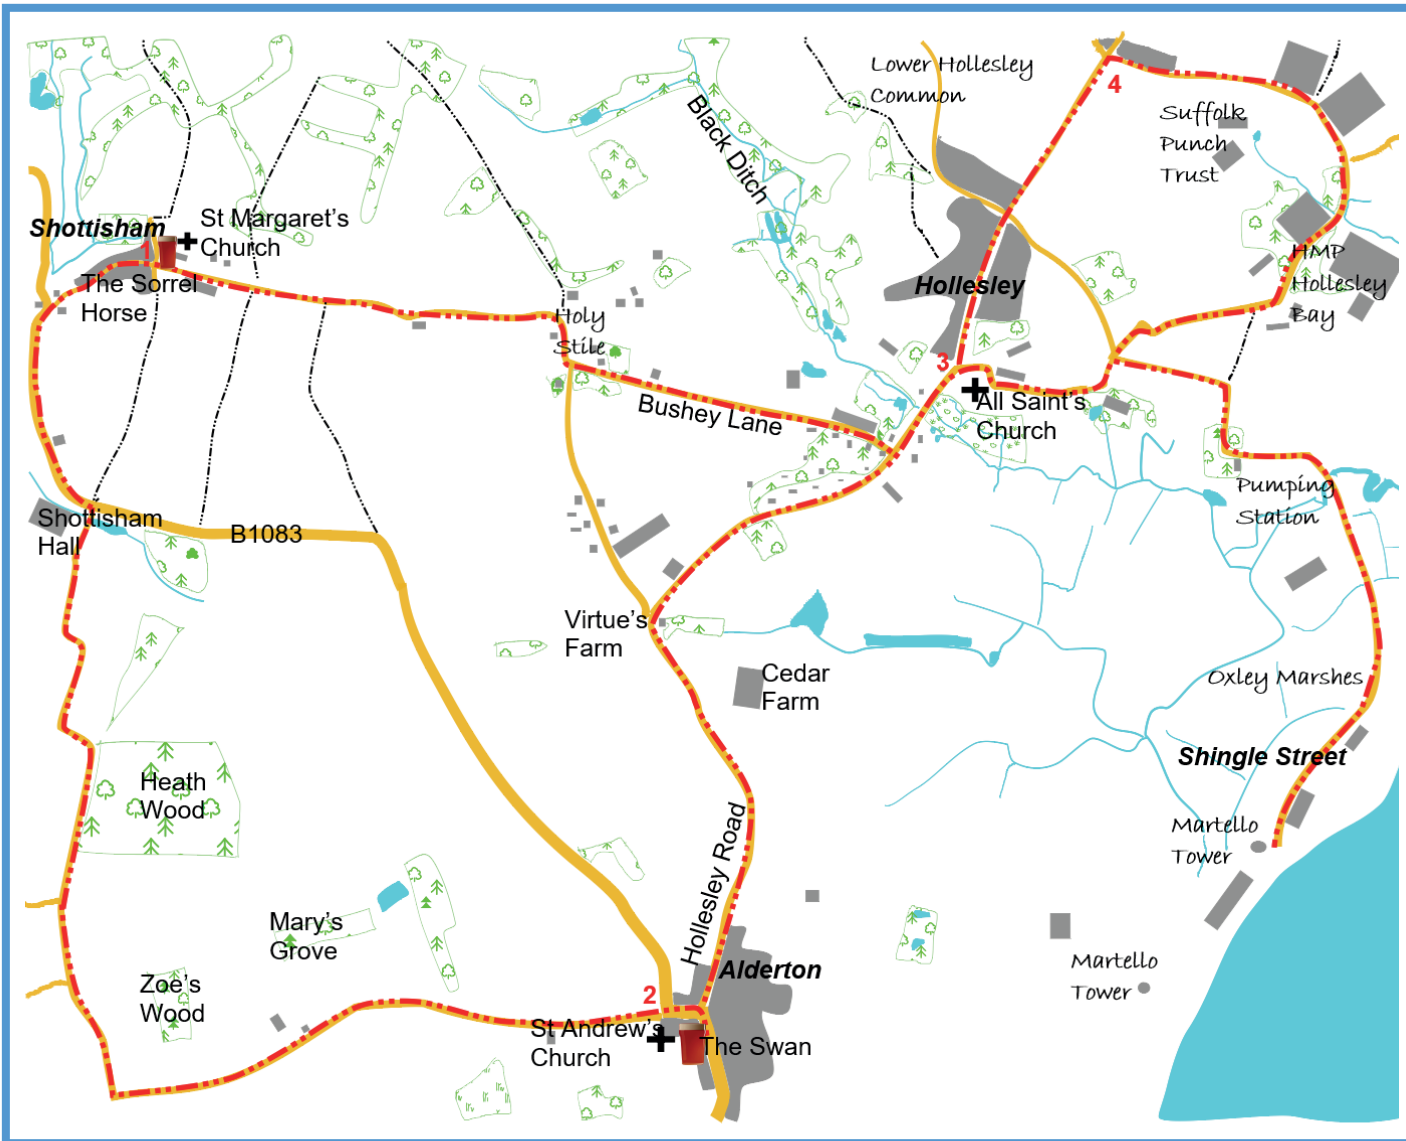 Lower Hollesley
Common
4
Suffolk
Punch
Trust
Black Ditch
Shottisham
St Margaret's
Church
1
The Sorrel
Horse
HMP
Hollesley
Bay
Hollesley
Holy
Stile
3
All Saint's
Church
Bushey Lane
Pumping
Station
Shottisham
Hall
B1083
Virtue's
Farm
Cedar
Farm
Oxley Marshes
Shingle Street
Heath
Wood
Martello
Tower
Hollesley Road
Mary's
Grove
Zoe's
Wood
Alderton
Martello
Tower
2
St Andrew's
Church
The Swan